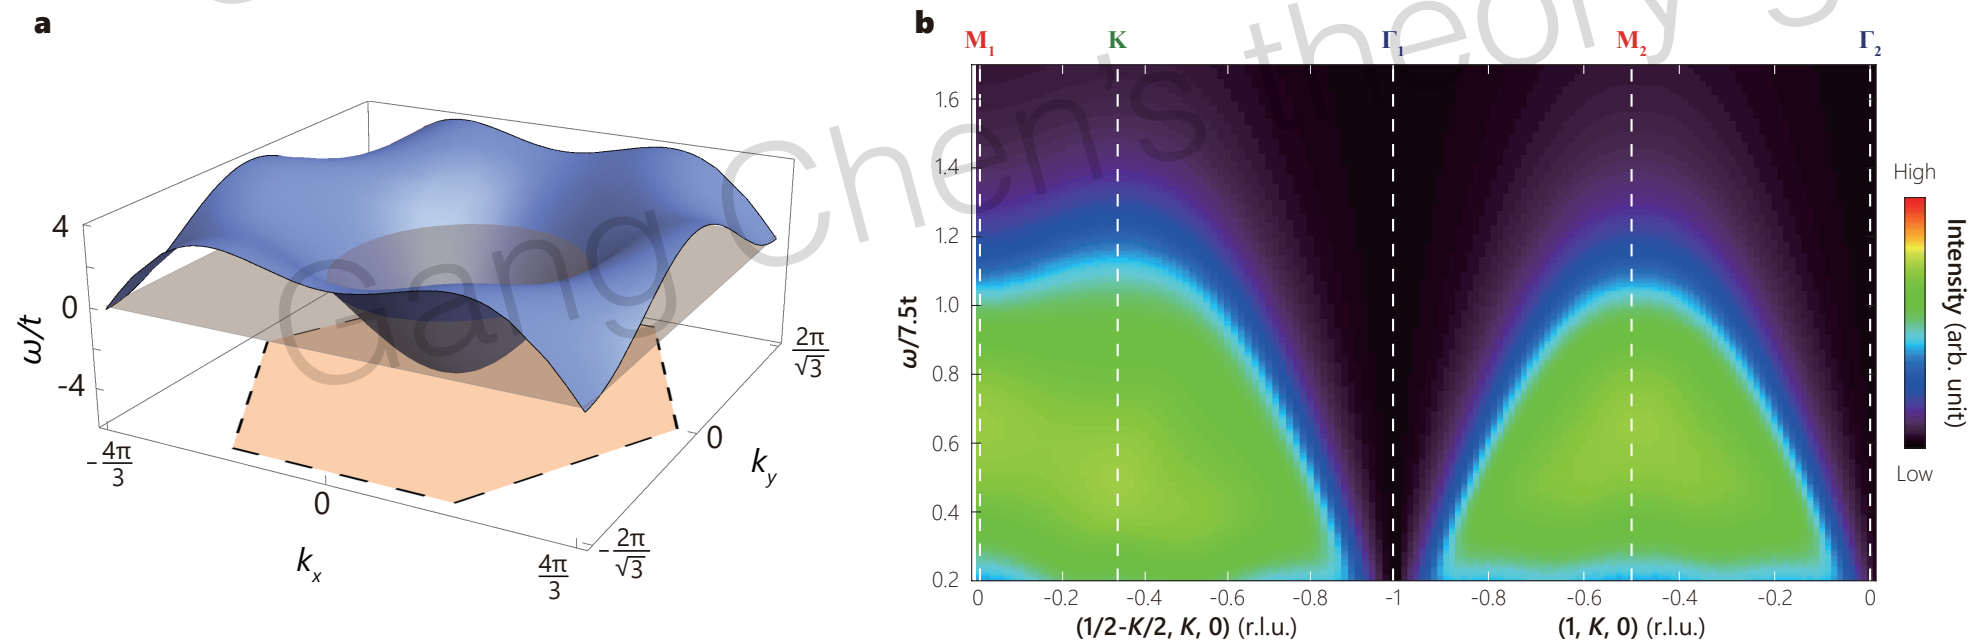 a
4
0
-4
ω/t
-4π/3
0
4π/3
kx
-2π/√3
0
2π/√3
ky
Gang Chen's theory g
b
M1 K Γ1 M2 Γ2
1.6
1.4
1.2
1.0
0.8
0.6
0.4
0.2
ω/7.5t
0 -0.2 -0.4 -0.6 -0.8 -1 -0.8 -0.6 -0.4 -0.2 0
(1/2-K/2, K, 0) (r.l.u.) (1, K, 0) (r.l.u.)
High
Low
Intensity (arb. unit)